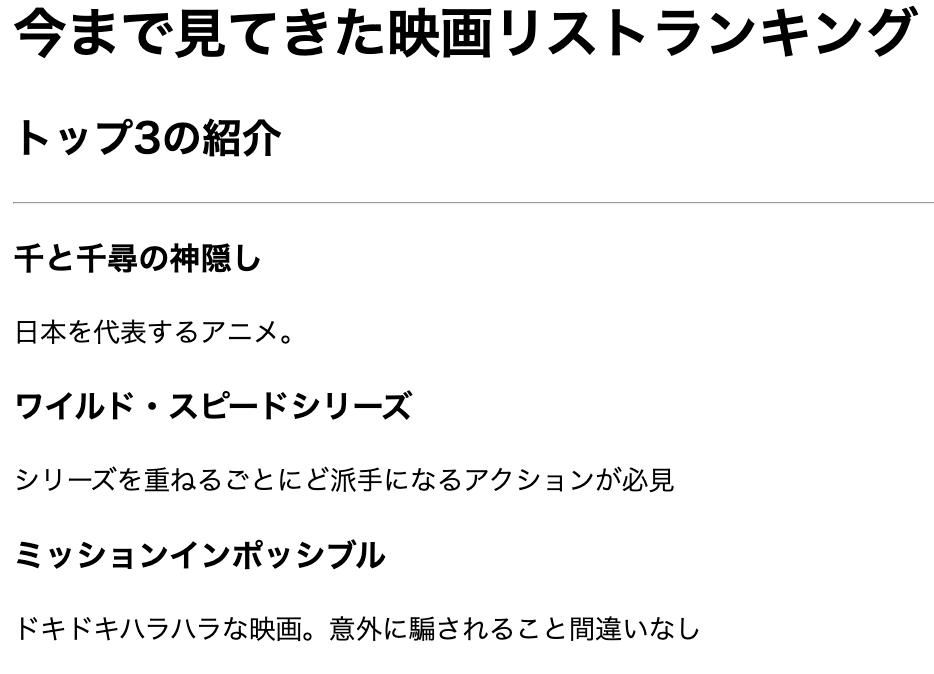 今まで見てきた映画リストランキング
トップ3の紹介
千と千尋の神隠し
日本を代表するアニメ。
ワイルド・スピードシリーズ
シリーズを重ねるごとにど派手になるアクションが必見
ミッションインポッシブル
ドキドキハラハラな映画。意外に騙されること間違いなし